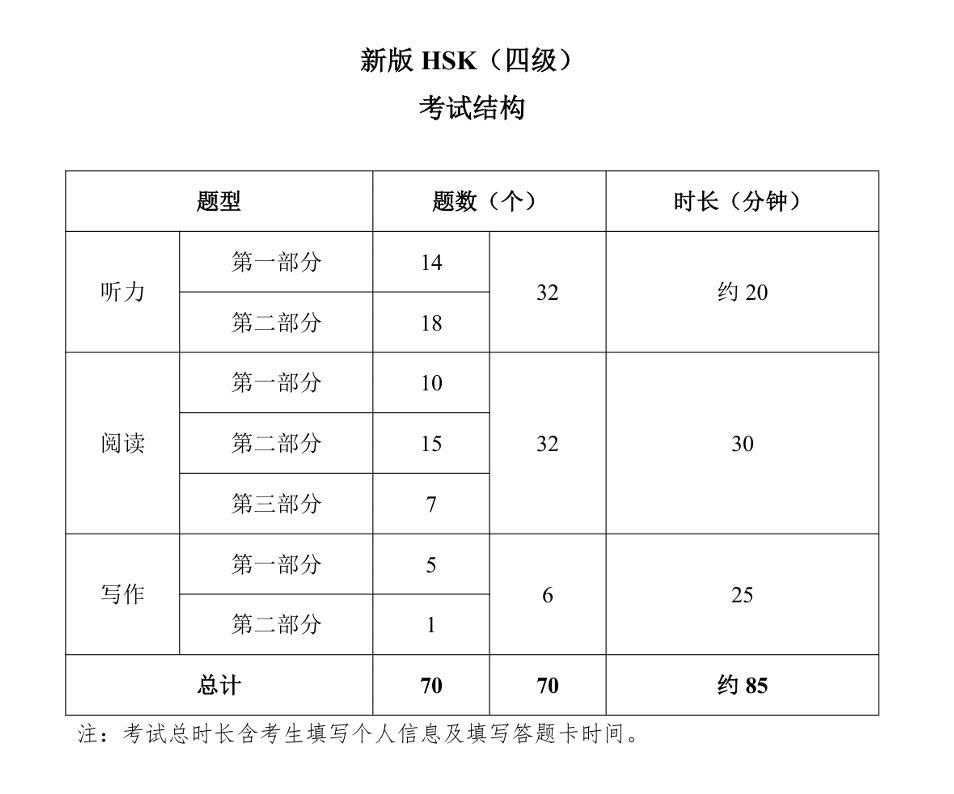 新版 HSK（四级）
考试结构
题型 题数（个） 时长（分钟）
听力 第一部分 14 32 约 20
第二部分 18
阅读 第一部分 10 32 30
第二部分 15
第三部分 7
写作 第一部分 5 6 25
第二部分 1
总计 70 70 约 85
注：考试总时长含考生填写个人信息及填写答题卡时间。